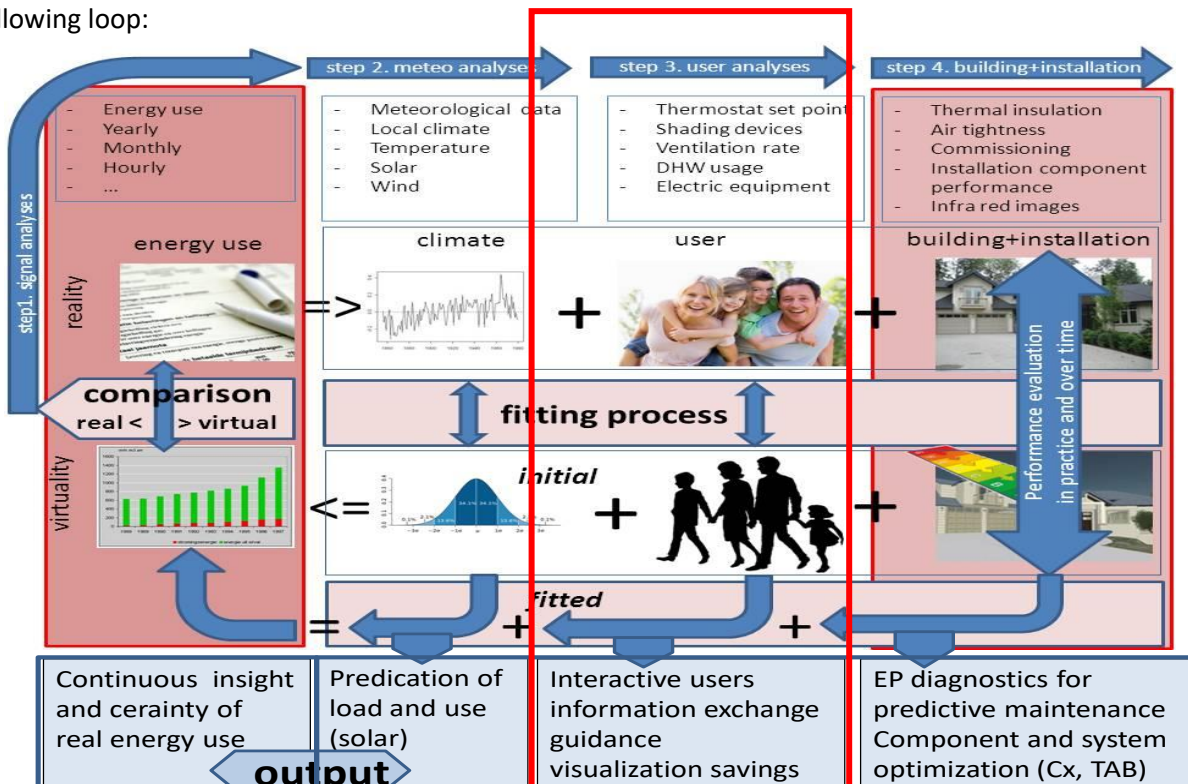 llowing loop:
step 2. meteo analyses
step 3. user analyses
step 4. building+installation
step1. signal analyses
- Energy use
- Yearly
- Monthly
- Hourly
- ...
- Meteorological data
- Local climate
- Temperature
- Solar
- Wind
- Thermostat set point
- Shading devices
- Ventilation rate
- DHW usage
- Electric equipment
- Thermal insulation
- Air tightness
- Commissioning
- Installation component
performance
- Infra red images
reality
energy use
=>
climate
+
user
+
building+installation
comparison
real < > virtual
fitting process
Performance evaluation
in practice and over time
virtuality
<=
initial
+
+
fitted
=
+
+
Continuous insight
and cerainty of
real energy use
Predication of
load and use
(solar)
output
Interactive users
information exchange
guidance
visualization savings
EP diagnostics for
predictive maintenance
Component and system
optimization (Cx, TAB)